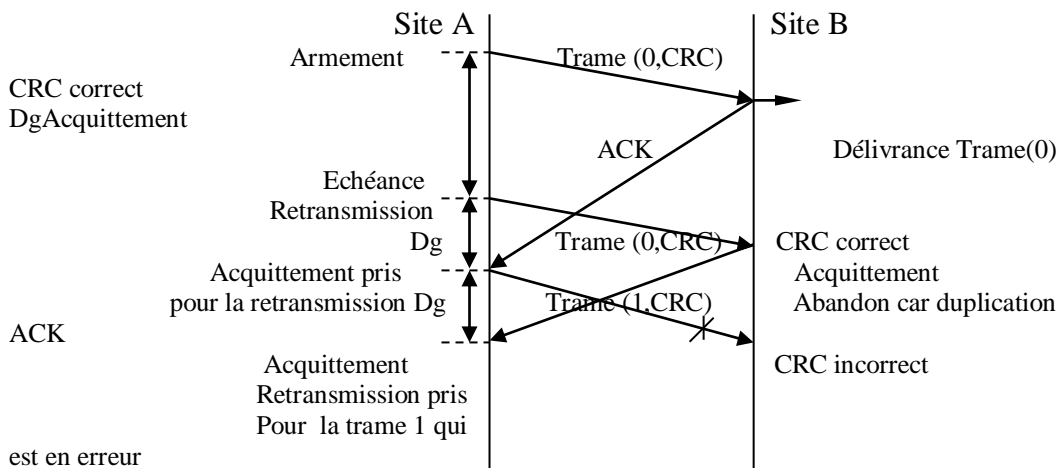 Site A Site B
Armement Trame (0,CRC)
CRC correct
DgAcquittement
ACK Délivrance Trame(0)
Echéance
Retransmission
Dg Trame (0,CRC) CRC correct
Acquittement pris Acquittement
pour la retransmission Dg Trame (1,CRC) Abandon car duplication
ACK
Acquittement CRC incorrect
Retransmission pris
Pour la trame 1 qui
est en erreur